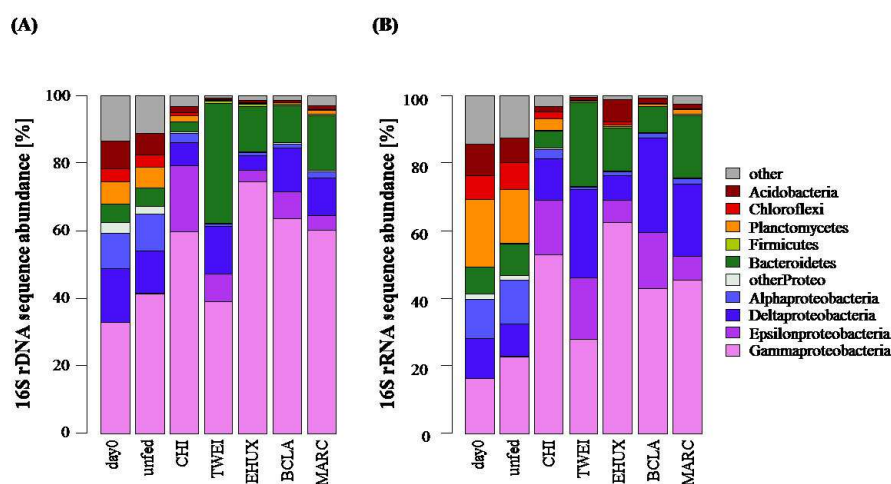 (A)
(B)
16S rDNA sequence abundance [%]
100
80
60
40
20
0
day0
unfed
CHI
TWEI
EHUX
BCLA
MARC
16S rRNA sequence abundance [%]
100
80
60
40
20
0
day0
unfed
CHI
TWEI
EHUX
BCLA
MARC
other
Acidobacteria
Chloroflexi
Planctomycetes
Firmicutes
Bacteroidetes
otherProteo
Alphaproteobacteria
Deltaproteobacteria
Epsilonproteobacteria
Gammaproteobacteria